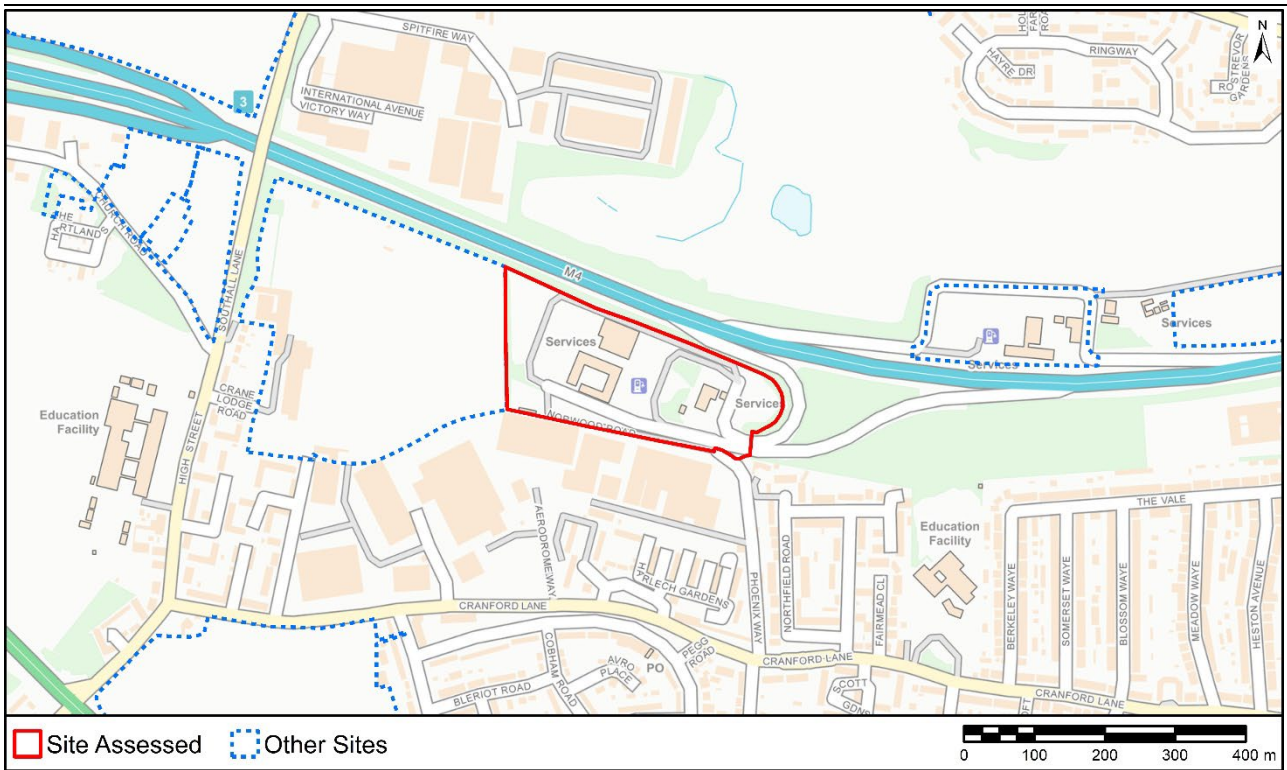 N
SPITFIRE WAY
RINGWAY
HAYRE DR
INTERNATIONAL AVENUE
VICTORY WAY
3
CHURCH ROAD
THE
HARTLANDS
SOUTHALL LANE
M4
Services
Services
Services
Services
NORWOOD ROAD
CRANE
LODGE
ROAD
Education
Facility
HIGH STREET
AERODROME WAY
HARLECH GARDENS
PHOENIX WAY
NORTHFIELD ROAD
FAIRMEAD CL
Education
Facility
THE VALE
BERKELEY WAYE
SOMERSET WAYE
BLOSSOM WAYE
MEADOW WAYE
HESTON AVENUE
CRANFORD LANE
CRANFORD LANE
CRANFORD LANE
BLERIOT ROAD
COBHAM ROAD
AVRO
PLACE
PO
PEGG
ROAD
SCOTT
GDNS
Site Assessed
Other Sites
0 100 200 300 400 m